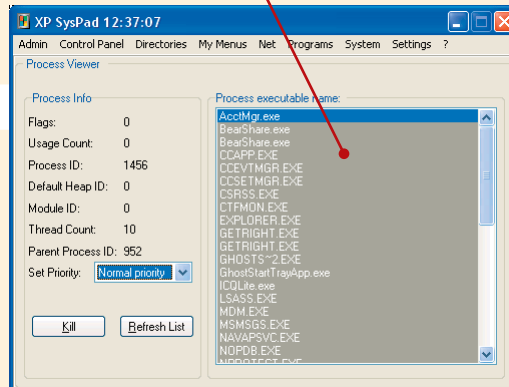 XP SysPad 12:37:07
Admin Control Panel Directories My Menus Net Programs System Settings ?
Process Viewer
Process Info
Flags: 0
Usage Count: 0
Process ID: 1456
Default Heap ID: 0
Module ID: 0
Thread Count: 10
Parent Process ID: 952
Set Priority: Normal priority
Kill Refresh List
Process executable name:
AcctMgr.exe
BearShare.exe
BearShare.exe
CCAPP.EXE
CCEVTMGR.EXE
CCSETMGR.EXE
CSRSS.EXE
CTFMON.EXE
EXPLORER.EXE
GETRIGHT.EXE
GETRIGHT.EXE
GHOSTS~2.EXE
GhostStartTrayApp.exe
ICQLite.exe
LSASS.EXE
MDM.EXE
MSMSGS.EXE
NAVAPSVC.EXE
NOPDB.EXE
NPROTECT.EXE